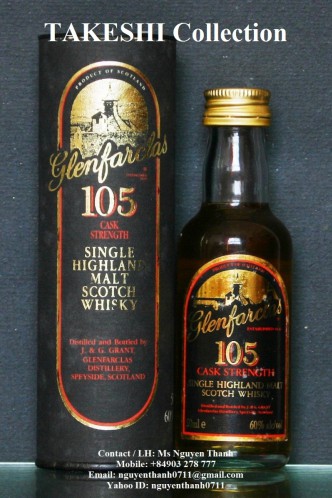 TAKESHI Collection
PRODUCT OF SCOTLAND
Glenfarclas
105
CASK
STRENGTH
SINGLE
HIGHLAND
MALT
SCOTCH
WHISKY
Distilled and Bottled by
J. & G. GRANT,
GLENFARCLAS
DISTILLERY,
SPEYSIDE, SCOTLAND
Glenfarclas
105
CASK STRENGTH
SINGLE HIGHLAND MALT
SCOTCH WHISKY
60%
Contact / LH: Ms Nguyen Thanh
Mobile: +84903 278 777
Email: nguyenthanh0711@gmail.com
Yahoo ID: nguyenthanh0711